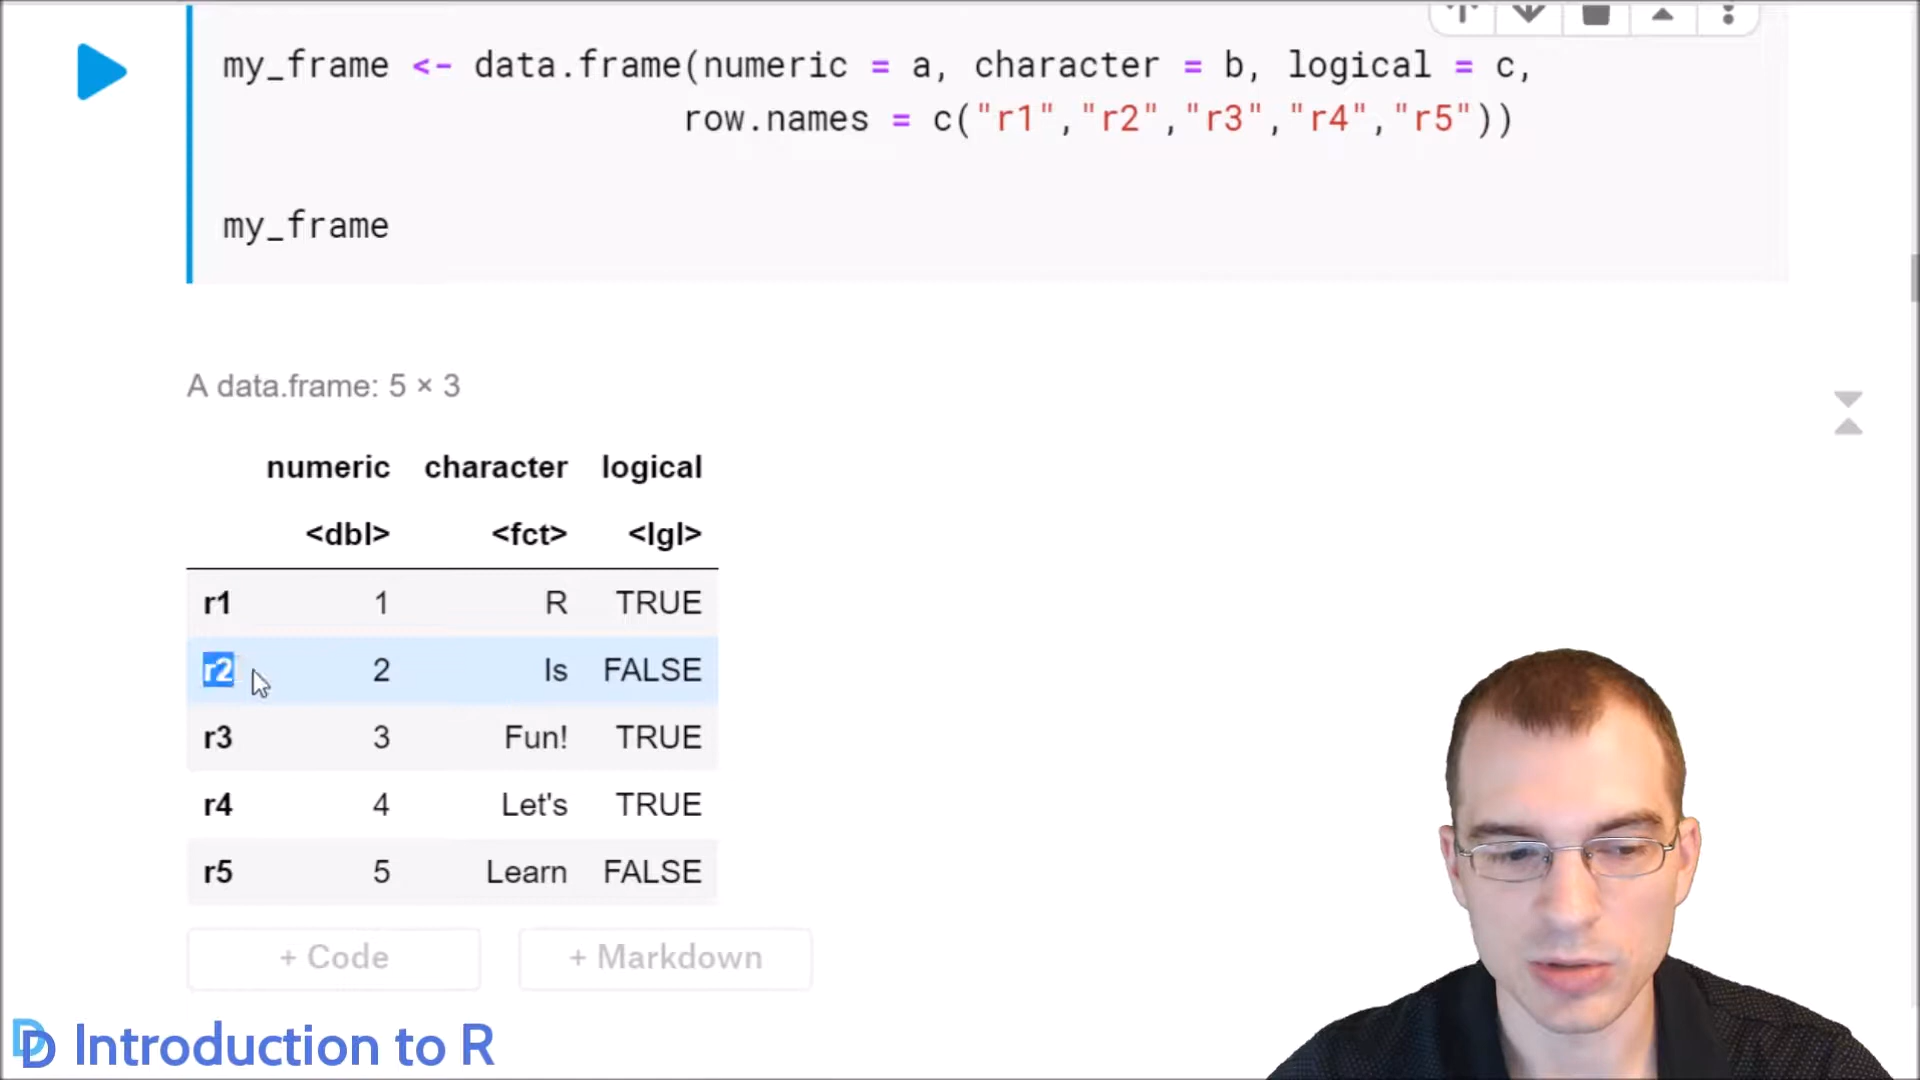 my_frame <- data.frame(numeric = a, character = b, logical = c,
row.names = c("r1","r2","r3","r4","r5"))
my_frame
A data.frame: 5 × 3
numeric character logical
<dbl> <fct> <lgl>
r1 1 R TRUE
r2 2 Is FALSE
r3 3 Fun! TRUE
r4 4 Let's TRUE
r5 5 Learn FALSE
+ Code + Markdown
D Introduction to R